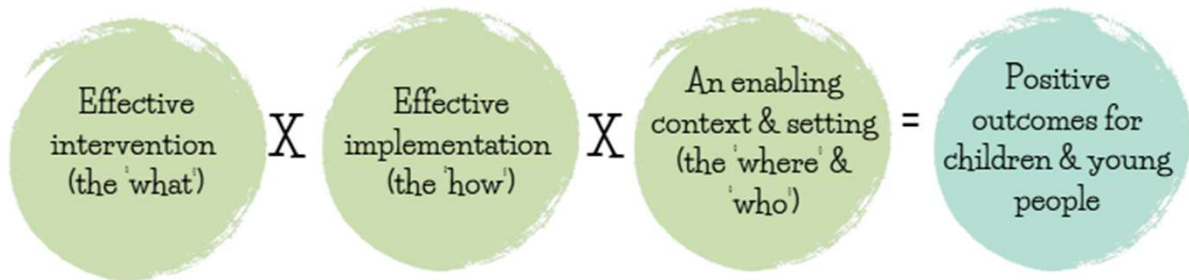 Effective
intervention
(the 'what')
X
Effective
implementation
(the 'how')
X
An enabling
context & setting
(the 'where' &
'who')
=
Positive
outcomes for
children & young
people